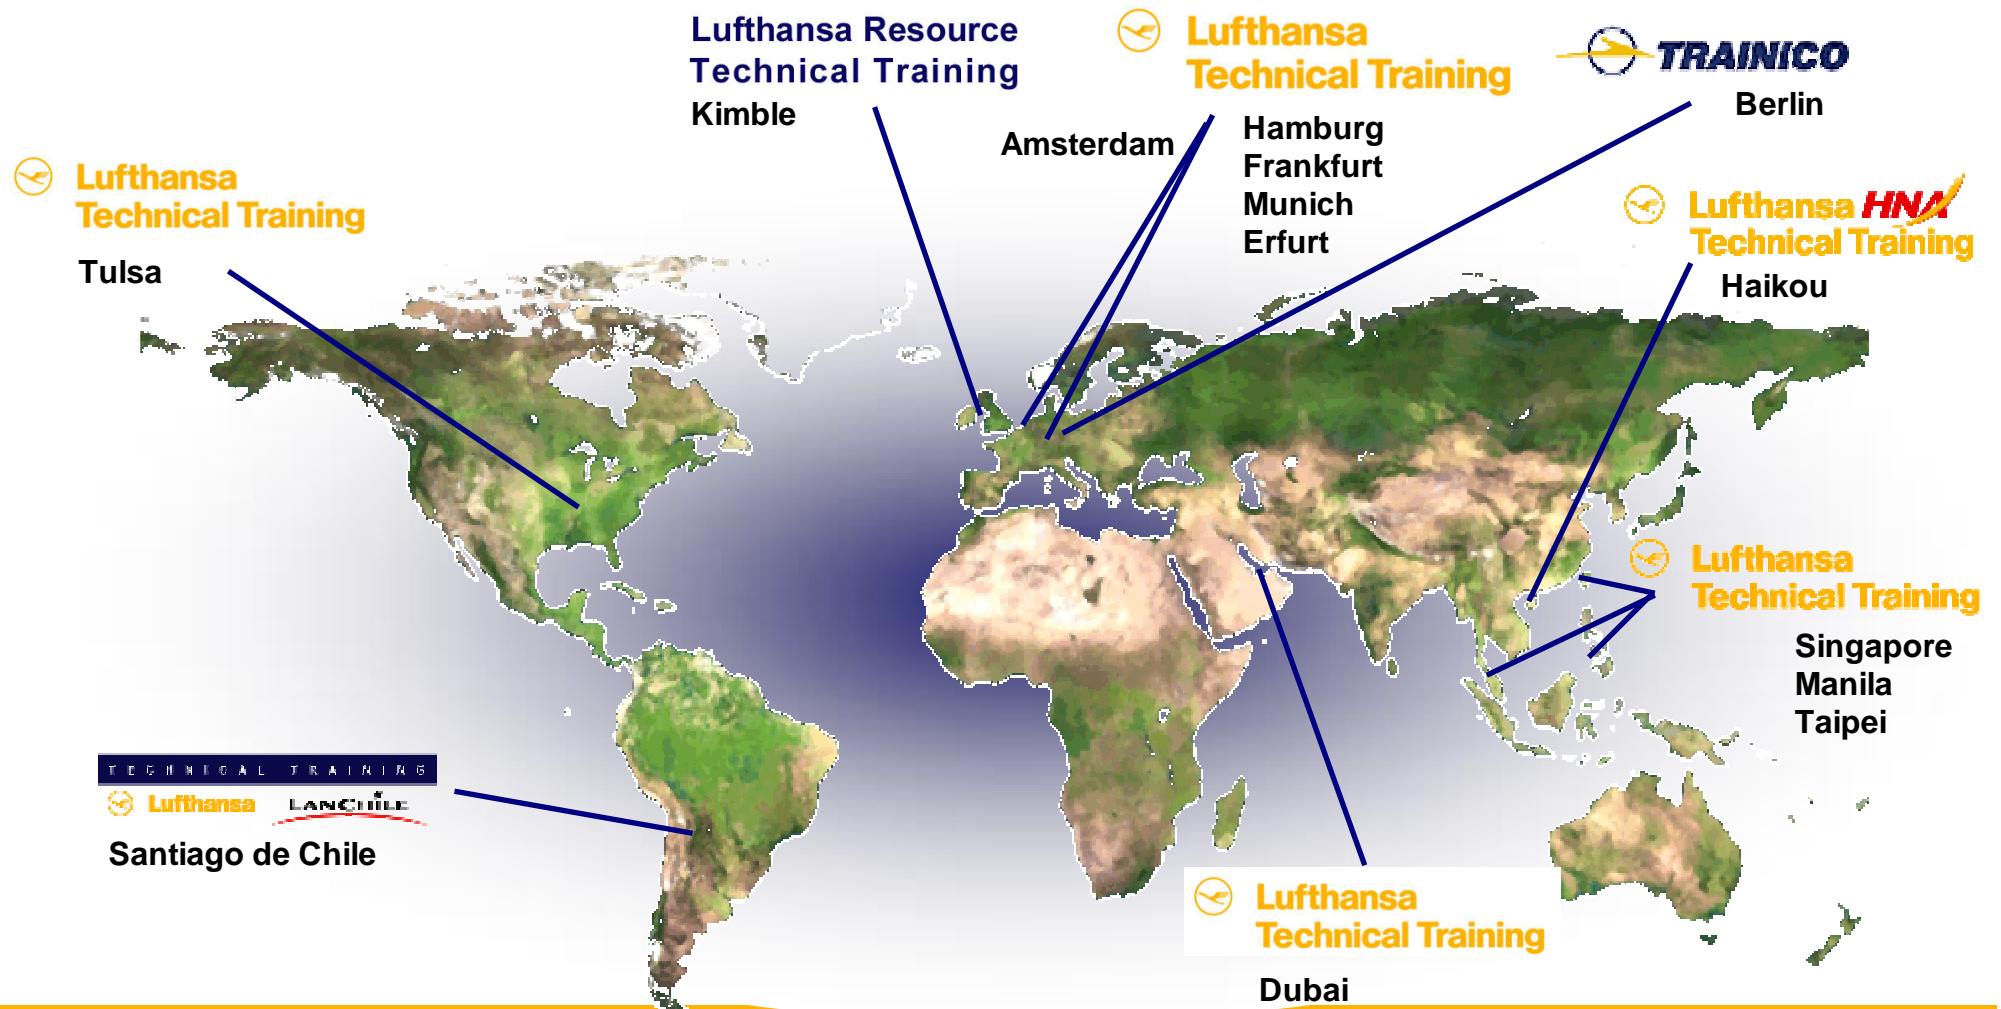 Lufthansa Resource
Technical Training
Kimble
Lufthansa
Technical Training
Amsterdam
Hamburg
Frankfurt
Munich
Erfurt
TRAINICO
Berlin
Lufthansa
Technical Training
Tulsa
Lufthansa HNA
Technical Training
Haikou
Lufthansa
Technical Training
Singapore
Manila
Taipei
TECHNICAL TRAINING
Lufthansa LANCHILE
Santiago de Chile
Lufthansa
Technical Training
Dubai